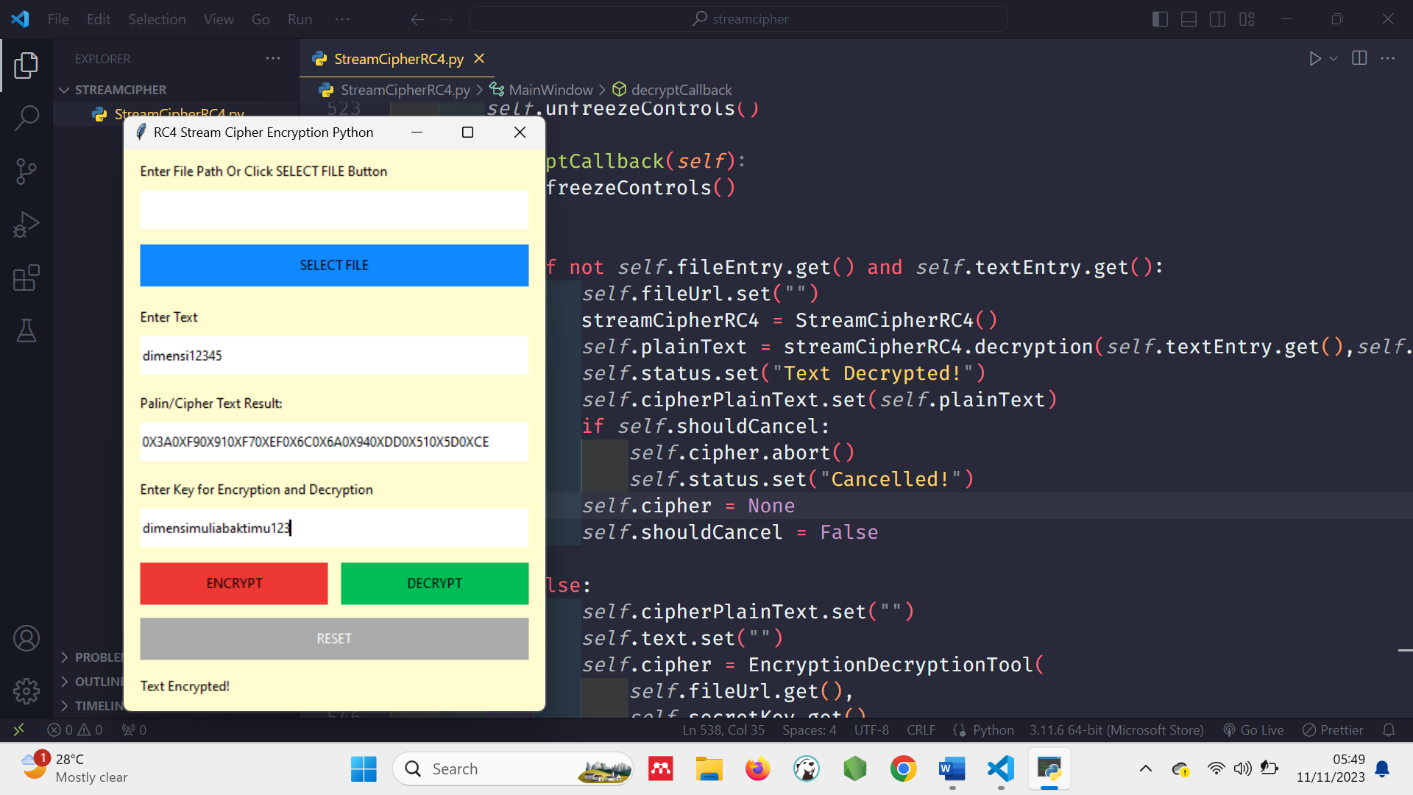 File Edit Selection View Go Run ··· streamcipher
EXPLORER ···
STREAMCIPHER
StreamCipherRC4.py
StreamCipherRC4.py
StreamCipherRC4.py > MainWindow > decryptCallback
RC4 Stream Cipher Encryption Python
Enter File Path Or Click SELECT FILE Button
SELECT FILE
Enter Text
dimensi12345
Palin/Cipher Text Result:
0X3A0XF90X910XF70XEF0X6C0X6A0X940XDD0X510X5D0XCE
Enter Key for Encryption and Decryption
dimensimuliabaktimu123
ENCRYPT DECRYPT
RESET
Text Encrypted!
523 self.unfreezeControls()
ptCallback(self):
freezeControls()
f not self.fileEntry.get() and self.textEntry.get():
self.fileUrl.set("")
streamCipherRC4 = StreamCipherRC4()
self.plainText = streamCipherRC4.decryption(self.textEntry.get(),self.
self.status.set("Text Decrypted!")
self.cipherPlainText.set(self.plainText)
if self.shouldCancel:
self.cipher.abort()
self.status.set("Cancelled!")
self.cipher = None
self.shouldCancel = False
lse:
self.cipherPlainText.set("")
self.text.set("")
self.cipher = EncryptionDecryptionTool(
self.fileUrl.get(),
self.secretKey.get()
546
PROBLE
OUTLIN
TIMELIN
0 0 0 Ln 538, Col 35 Spaces: 4 UTF-8 CRLF Python 3.11.6 64-bit (Microsoft Store) Go Live Prettier
1
28°C
Mostly clear
Search
05:49
11/11/2023